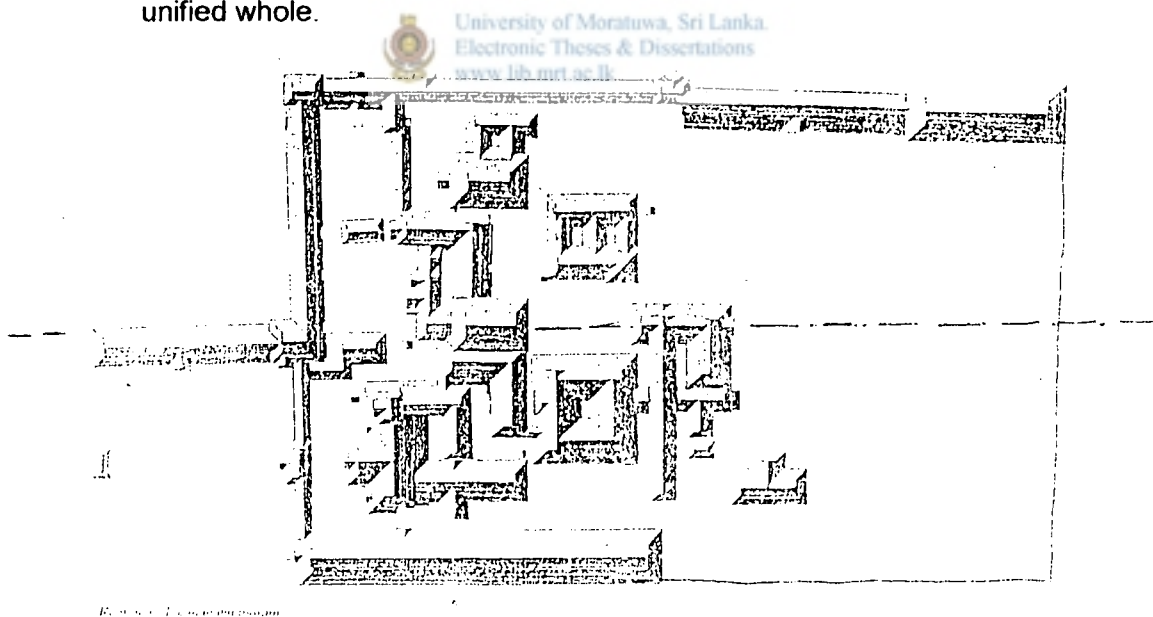 unified whole.
University of Moratuwa, Sri Lanka.
Electronic Theses & Dissertations
www.lib.mrt.ac.lk